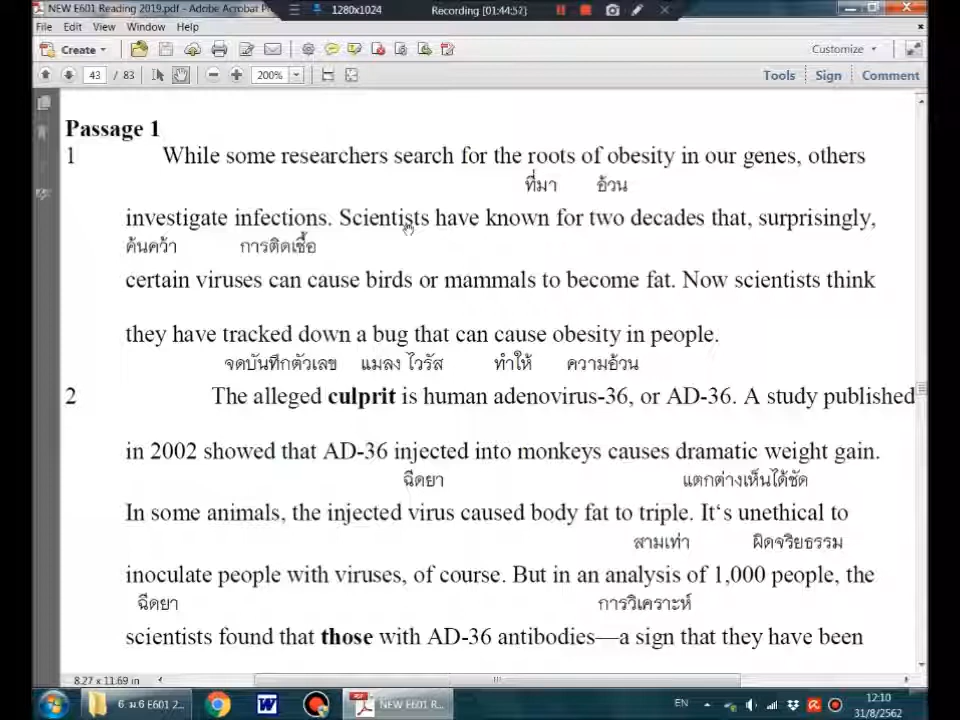 NEW E601 Reading 2019.pdf - Adobe Acrobat P
1280x1024
Recording [01:44:52]
File Edit View Window Help
Create
Customize
43 / 83
200%
Tools Sign Comment
Passage 1
1 While some researchers search for the roots of obesity in our genes, others
ที่มา อ้วน
investigate infections. Scientists have known for two decades that, surprisingly,
ค้นคว้า การติดเชื้อ
certain viruses can cause birds or mammals to become fat. Now scientists think
they have tracked down a bug that can cause obesity in people.
จดบันทึกตัวเลข แมลง ไวรัส ทำให้ ความอ้วน
2 The alleged culprit is human adenovirus-36, or AD-36. A study published
in 2002 showed that AD-36 injected into monkeys causes dramatic weight gain.
ฉีดยา แตกต่างเห็นได้ชัด
In some animals, the injected virus caused body fat to triple. It‘s unethical to
สามเท่า ผิดจริยธรรม
inoculate people with viruses, of course. But in an analysis of 1,000 people, the
ฉีดยา การวิเคราะห์
scientists found that those with AD-36 antibodies—a sign that they have been
8.27 x 11.69 in
6 ม.6 E601 2...
NEW E601 R...
EN
12:10
31/8/2562